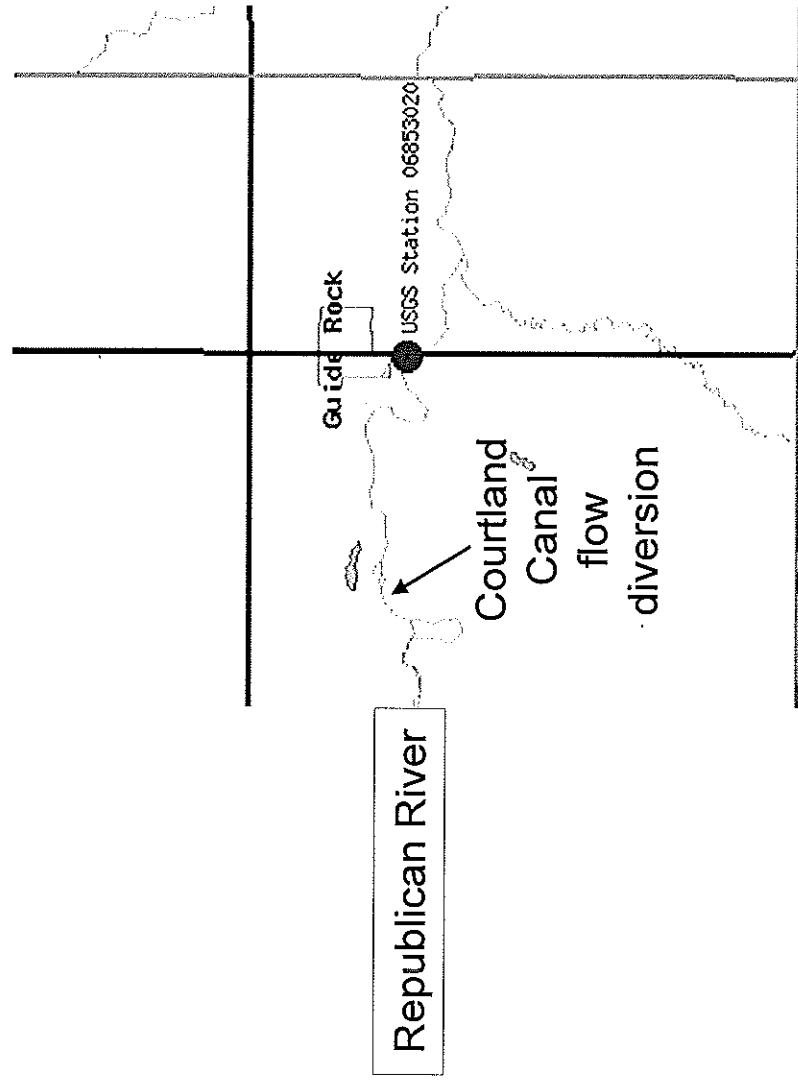 Guide Rock
USGS Station 06853020
Courtland
Canal
flow
diversion
Republican River